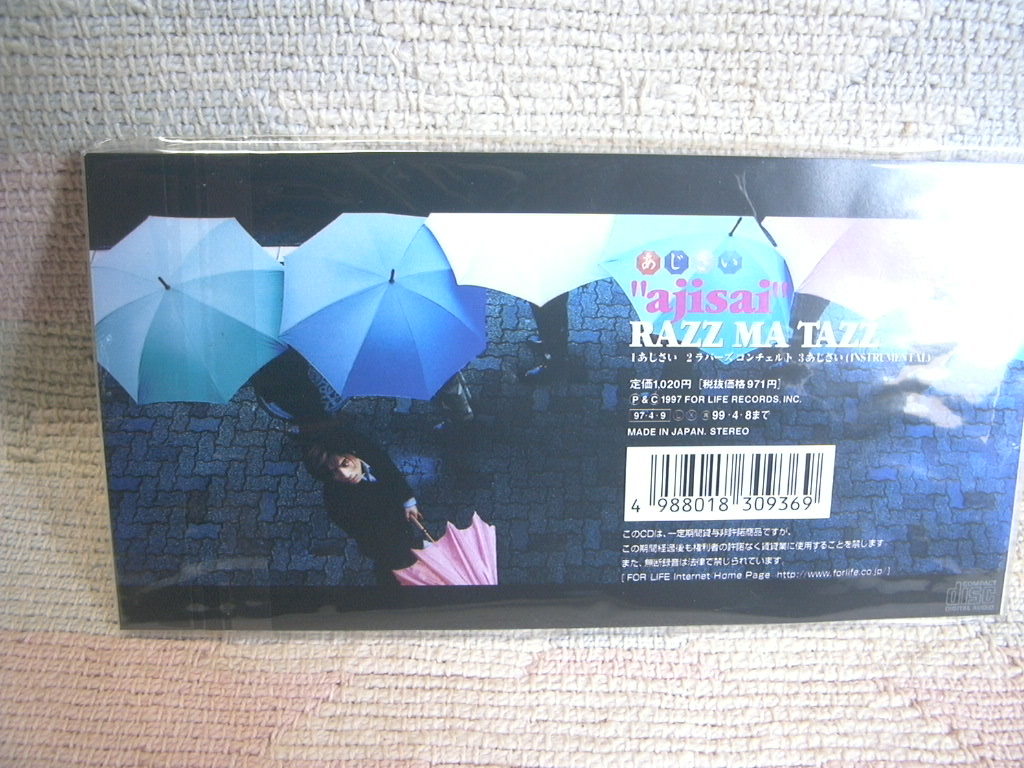 あじさい
"ajisai"
RAZZ MA TAZZ
1 あじさい 2 ラバーズ コンチェルト 3 あじさい (INSTRUMENTAL)
定価1,020円 [税抜価格971円]
P & C 1997 FOR LIFE RECORDS. INC.
97・4・9 99・4・8まで
MADE IN JAPAN. STEREO
4 988018 309369
このCDは、一定期間貸与非許諾商品ですが、
この期間経過後も権利者の許諾なく賃貸業に使用することを禁じます
また、無断録音は法律で禁じられています。
[ FOR LIFE Internet Home Page http://www.forlife.co.jp/ ]
COMPACT
disc
DIGITAL AUDIO